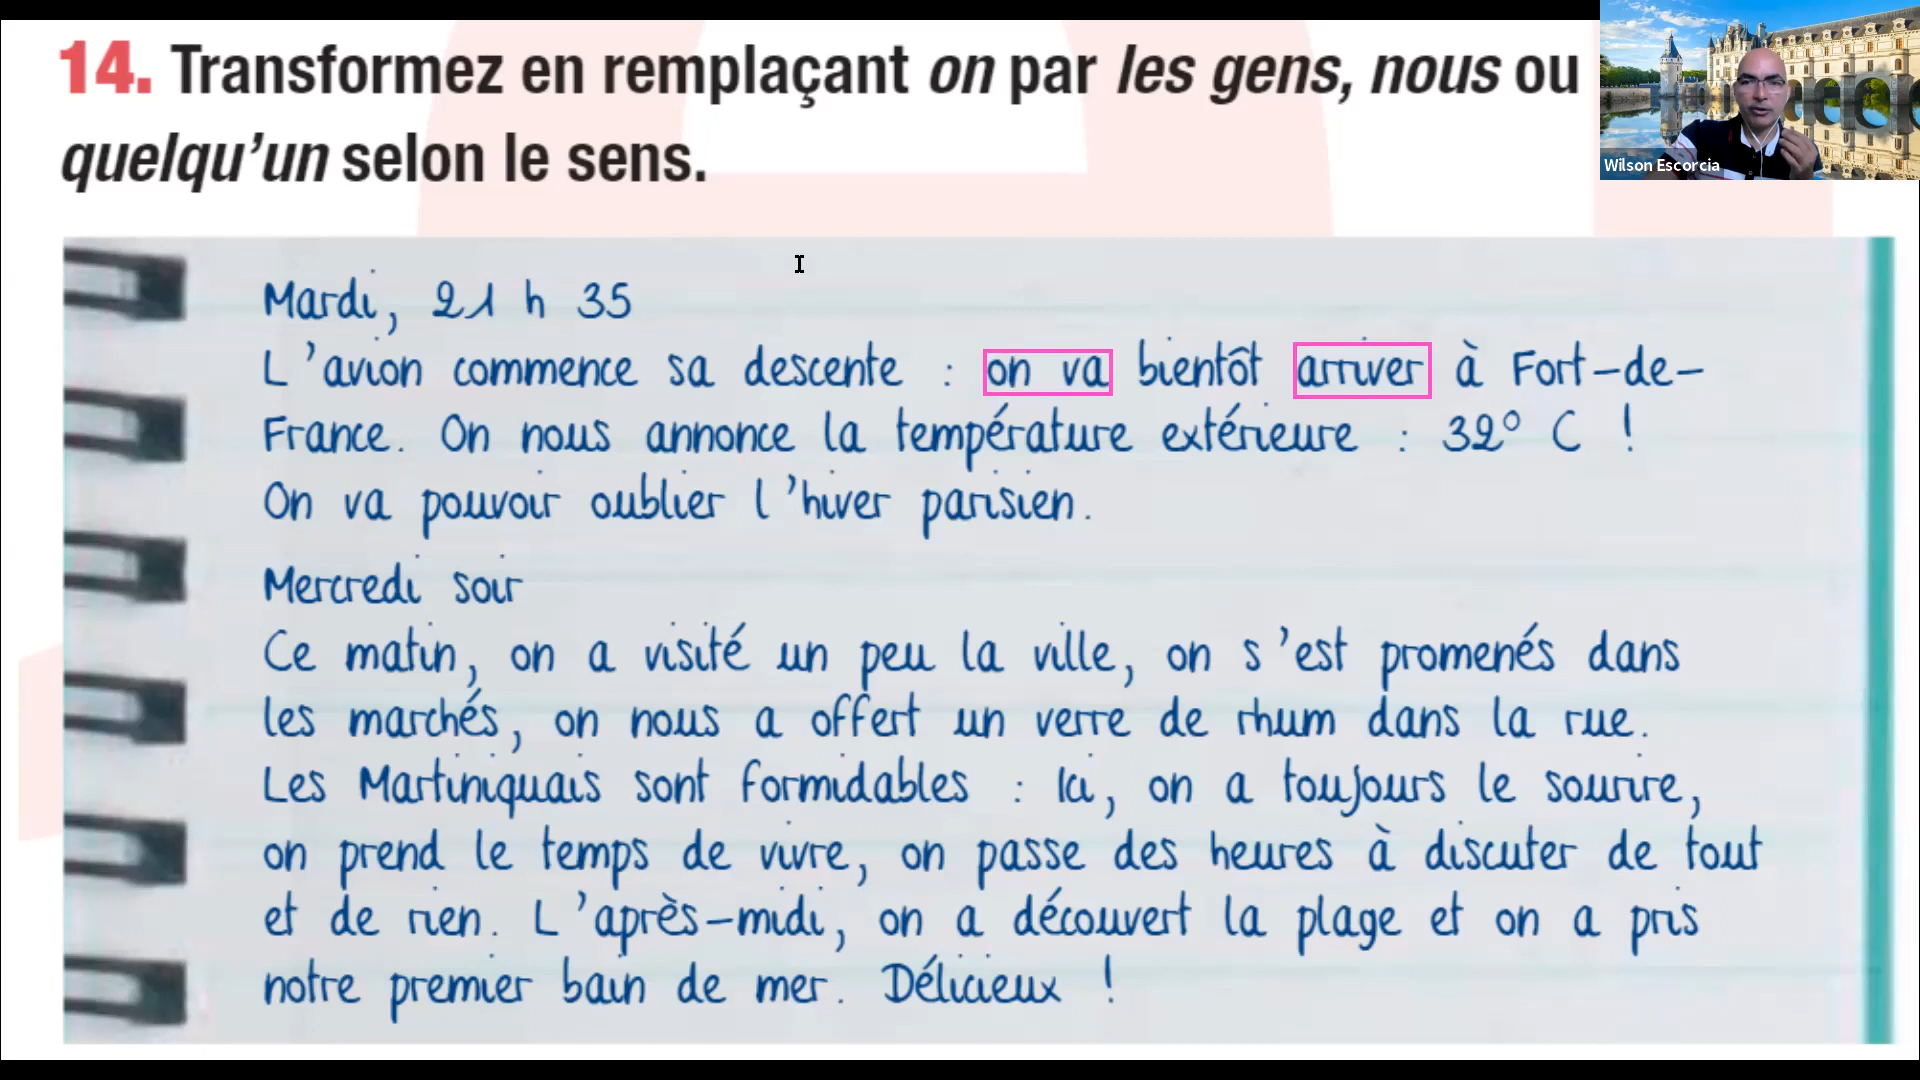 14. Transformez en remplaçant on par les gens, nous ou
quelqu'un selon le sens.
Wilson Escorcia
Mardi, 21 h 35
L'avion commence sa descente : on va bientôt arriver à Fort-de-
France. On nous annonce la température extérieure : 32° C !
On va pouvoir oublier l'hiver parisien.
Mercredi soir
Ce matin, on a visité un peu la ville, on s'est promenés dans
les marchés, on nous a offert un verre de rhum dans la rue.
Les Martiniquais sont formidables : Ici, on a toujours le sourire,
on prend le temps de vivre, on passe des heures à discuter de tout
et de rien. L'après-midi, on a découvert la plage et on a pris
notre premier bain de mer. Délicieux !